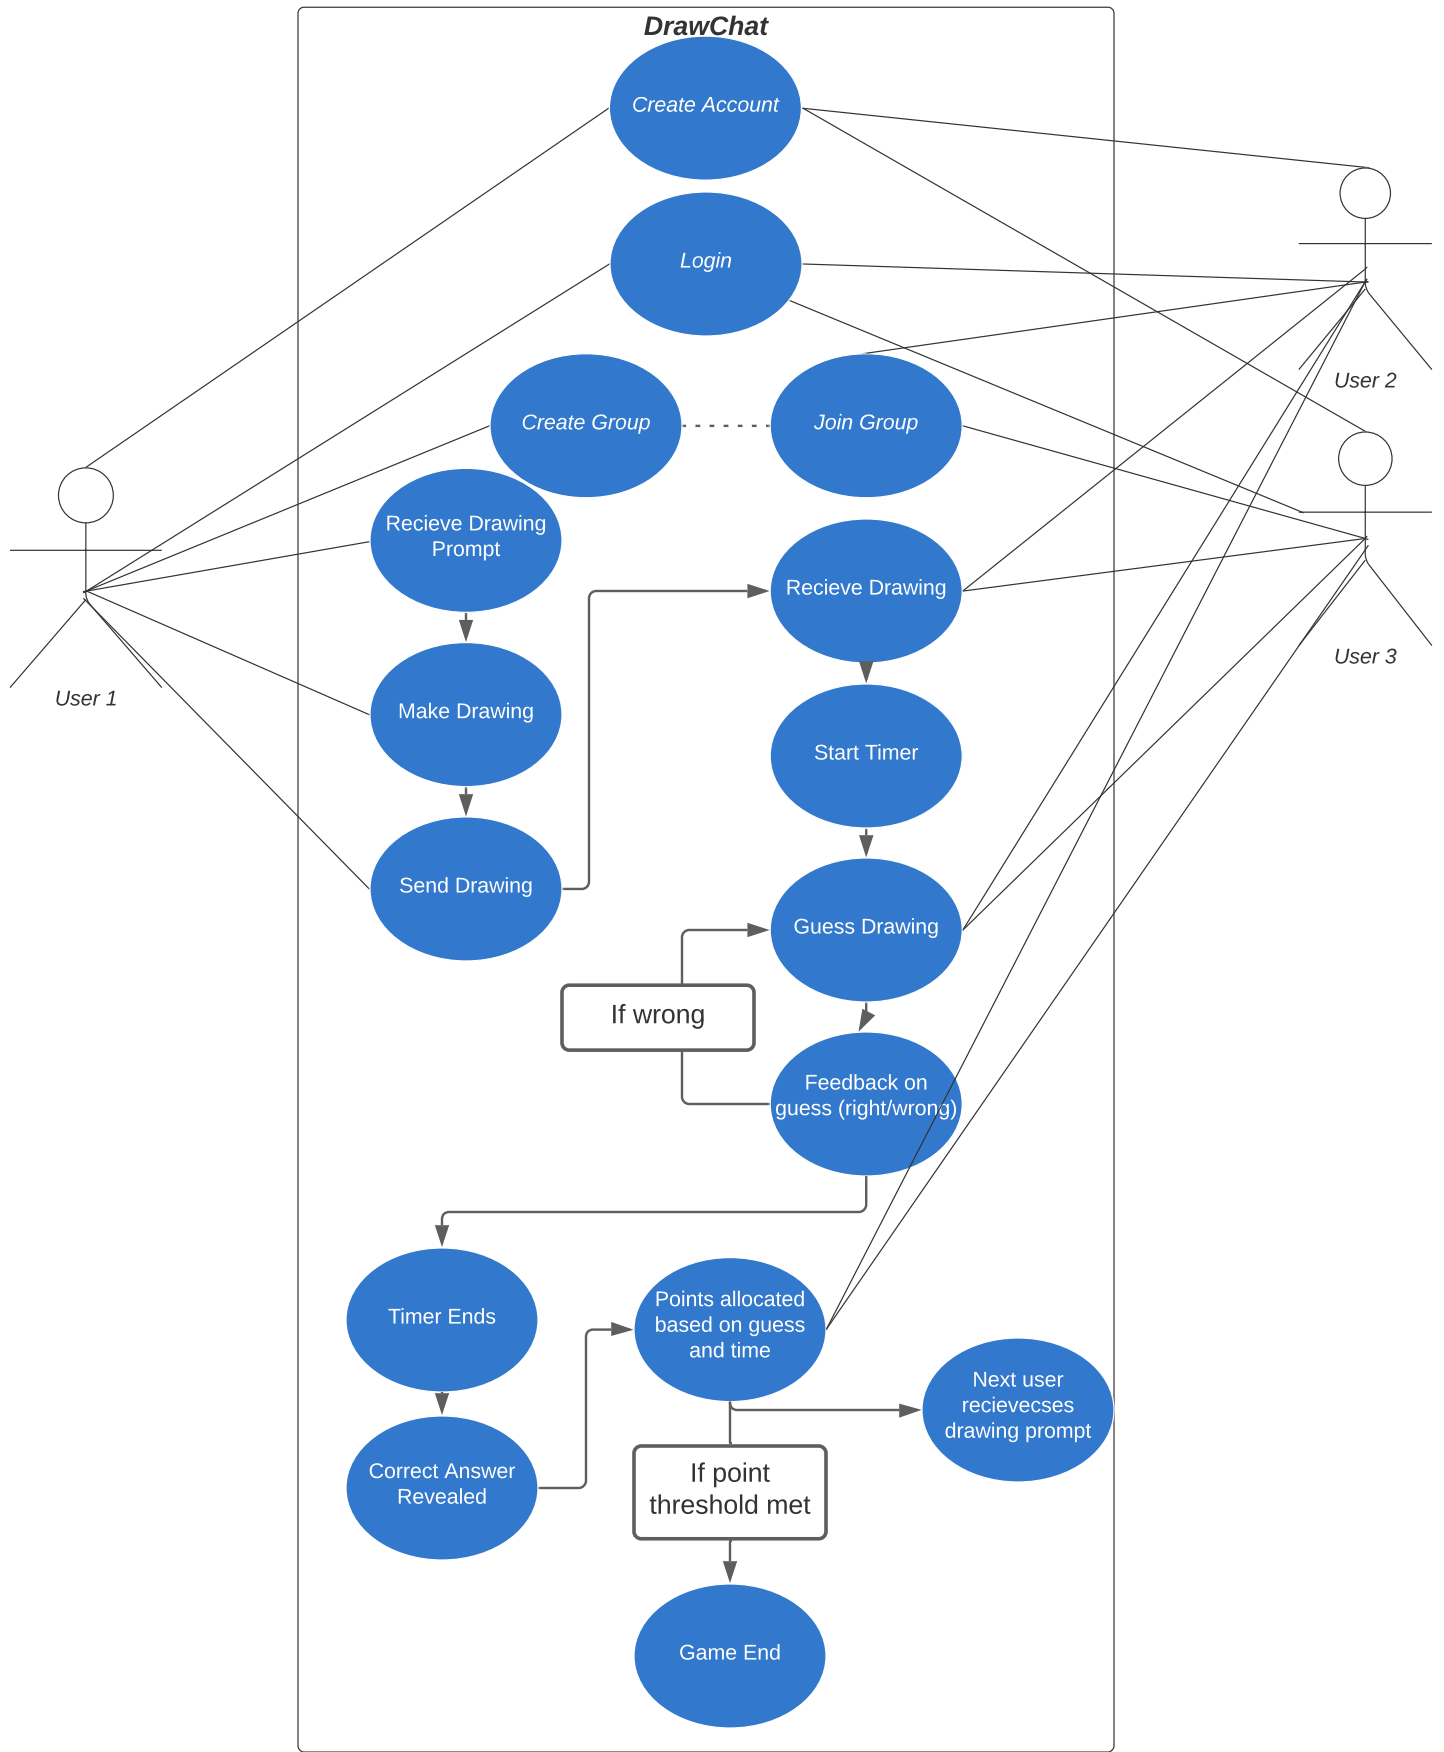 DrawChat
Create Account
Login
Create Group
Join Group
User 2
Recieve Drawing
Prompt
Recieve Drawing
User 3
User 1
Make Drawing
Start Timer
Send Drawing
Guess Drawing
If wrong
Feedback on
guess (right/wrong)
Timer Ends
Points allocated
based on guess
and time
Next user
recievecses
drawing prompt
Correct Answer
Revealed
If point
threshold met
Game End